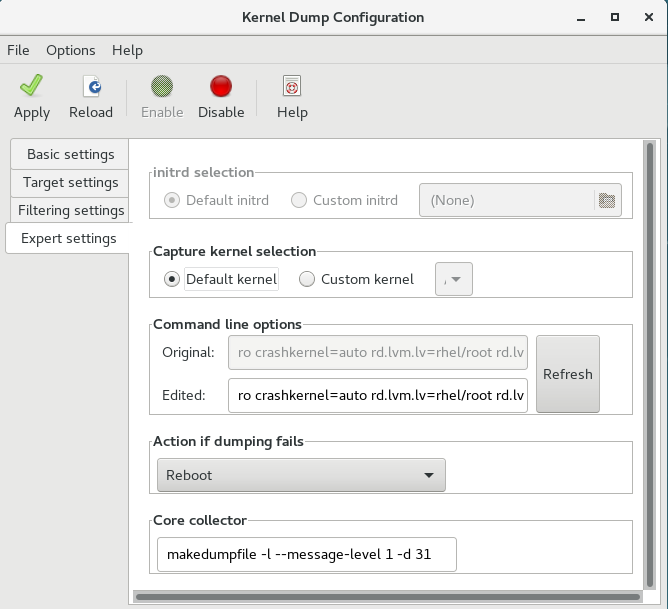 Kernel Dump Configuration
File Options Help
Apply Reload Enable Disable Help
Basic settings
Target settings
Filtering settings
Expert settings
initrd selection
Default initrd Custom initrd (None)
Capture kernel selection
Default kernel Custom kernel
Command line options
Original: ro crashkernel=auto rd.lvm.lv=rhel/root rd.lv
Refresh
Edited: ro crashkernel=auto rd.lvm.lv=rhel/root rd.lv
Action if dumping fails
Reboot
Core collector
makedumpfile -l --message-level 1 -d 31